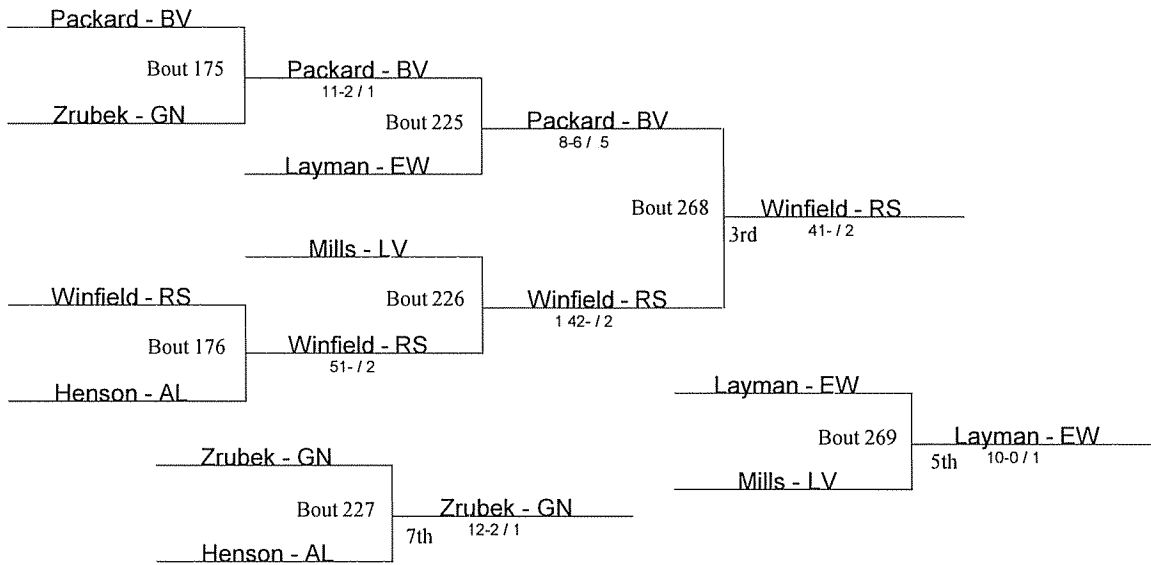 Packard - BV
Bout 175
Zrubek - GN
Packard - BV
11-2 / 1
Bout 225
Layman - EW
Packard - BV
8-6 / 5
Bout 268
Mills - LV
Winfield - RS
Bout 176
Henson - AL
Winfield - RS
51- / 2
Bout 226
Winfield - RS
1 42- / 2
3rd
Winfield - RS
41- / 2
Layman - EW
Bout 269
Mills - LV
5th
Layman - EW
10-0 / 1
Zrubek - GN
Bout 227
Henson - AL
7th
Zrubek - GN
12-2 / 1